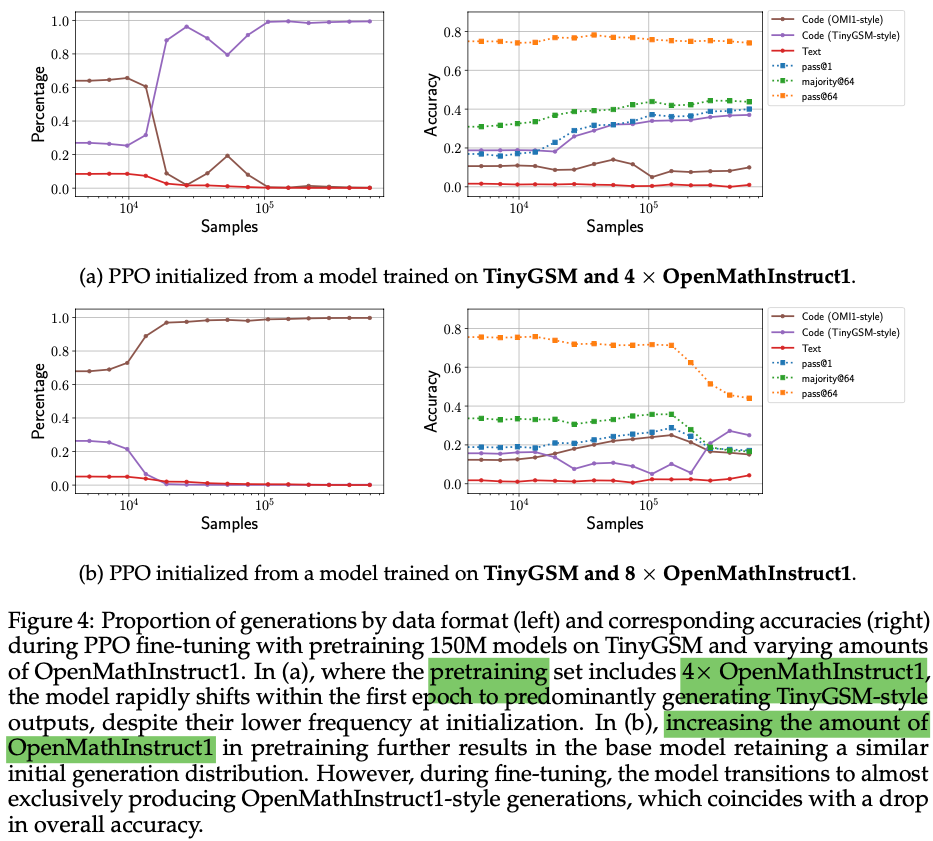 1.0
0.8
0.6
0.4
0.2
0.0
Percentage
10^4
10^5
Samples
0.8
0.6
0.4
0.2
0.0
Accuracy
10^4
10^5
Samples
Code (OMI1-style)
Code (TinyGSM-style)
Text
pass@1
majority@64
pass@64
(a) PPO initialized from a model trained on TinyGSM and 4 × OpenMathInstruct1.
1.0
0.8
0.6
0.4
0.2
0.0
Percentage
10^4
10^5
Samples
0.8
0.6
0.4
0.2
0.0
Accuracy
10^4
10^5
Samples
Code (OMI1-style)
Code (TinyGSM-style)
Text
pass@1
majority@64
pass@64
(b) PPO initialized from a model trained on TinyGSM and 8 × OpenMathInstruct1.
Figure 4: Proportion of generations by data format (left) and corresponding accuracies (right)
during PPO fine-tuning with pretraining 150M models on TinyGSM and varying amounts
of OpenMathInstruct1. In (a), where the pretraining set includes 4× OpenMathInstruct1,
the model rapidly shifts within the first epoch to predominantly generating TinyGSM-style
outputs, despite their lower frequency at initialization. In (b), increasing the amount of
OpenMathInstruct1 in pretraining further results in the base model retaining a similar
initial generation distribution. However, during fine-tuning, the model transitions to almost
exclusively producing OpenMathInstruct1-style generations, which coincides with a drop
in overall accuracy.